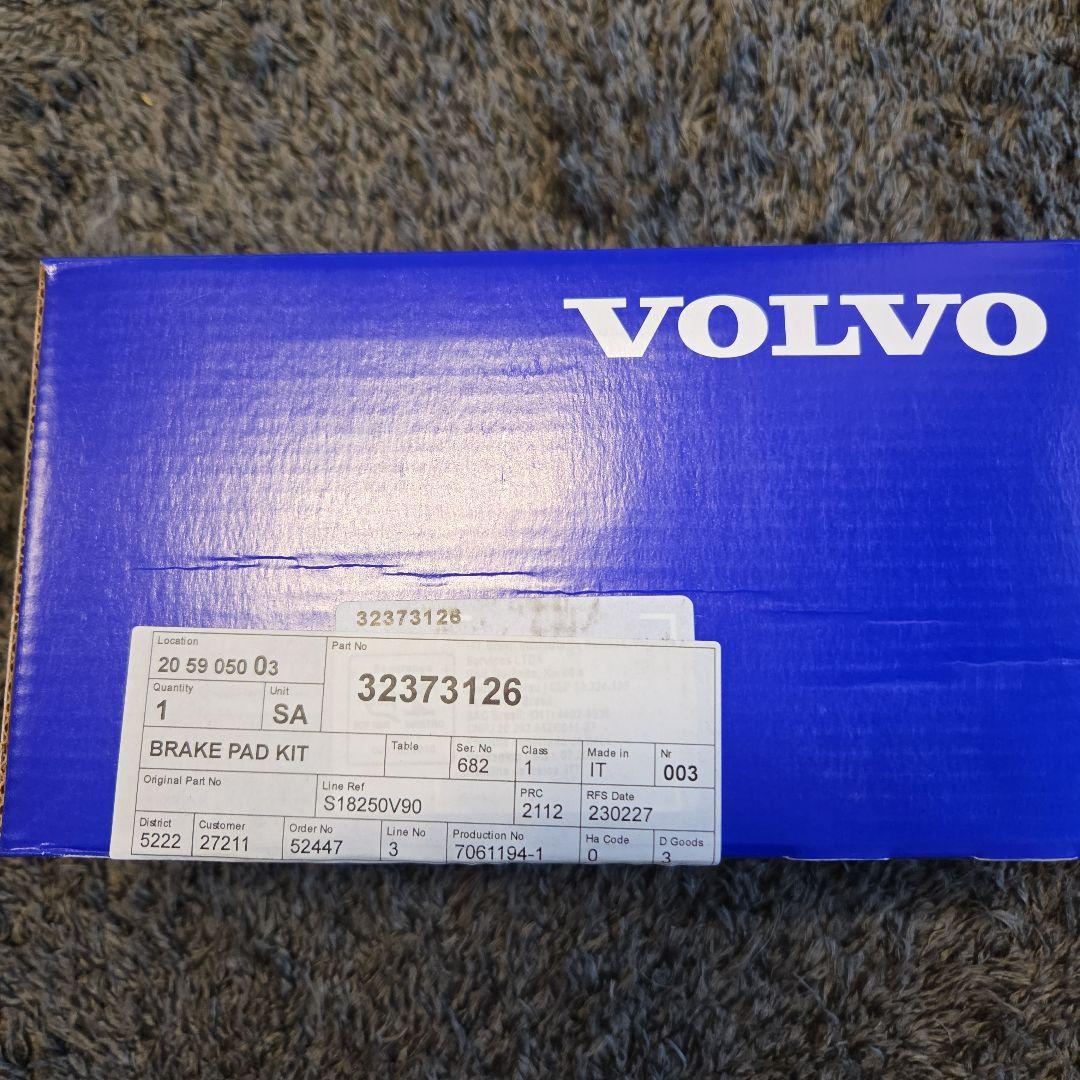 VOLVO
32373126
Location
20 59 050 03
Part No
32373126
Quantity
1
Unit
SA
BRAKE PAD KIT
Table
Ser. No
682
Class
1
Made in
IT
Nr
003
Original Part No
Line Ref
S18250V90
PRC
2112
RFS Date
230227
District
5222
Customer
27211
Order No
52447
Line No
3
Production No
7061194-1
Ha Code
0
D Goods
3